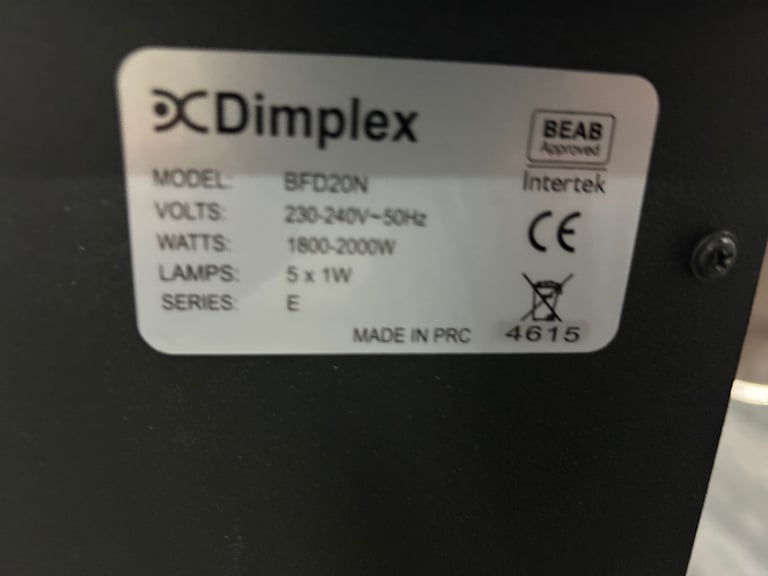 Dimplex
BEAB
Approved
Intertek
MODEL: BFD20N
VOLTS: 230-240V~50Hz
WATTS: 1800-2000W
CE
LAMPS: 5 x 1W
SERIES: E
MADE IN PRC 4615